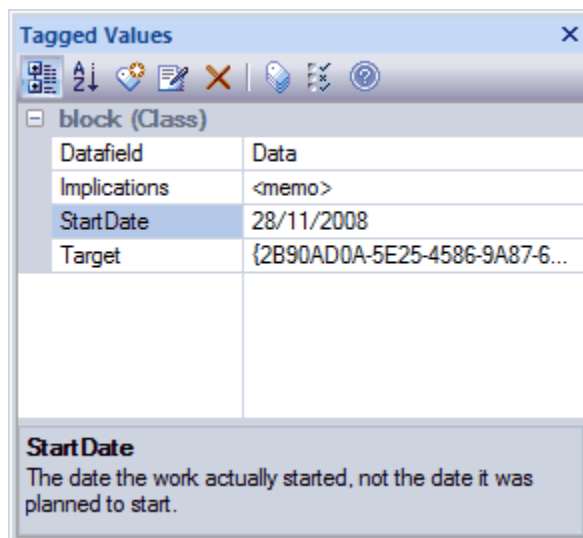 Tagged Values
block (Class)
Datafield Data
Implications <memo>
StartDate 28/11/2008
Target {2B90AD0A-5E25-4586-9A87-6...
StartDate
The date the work actually started, not the date it was
planned to start.